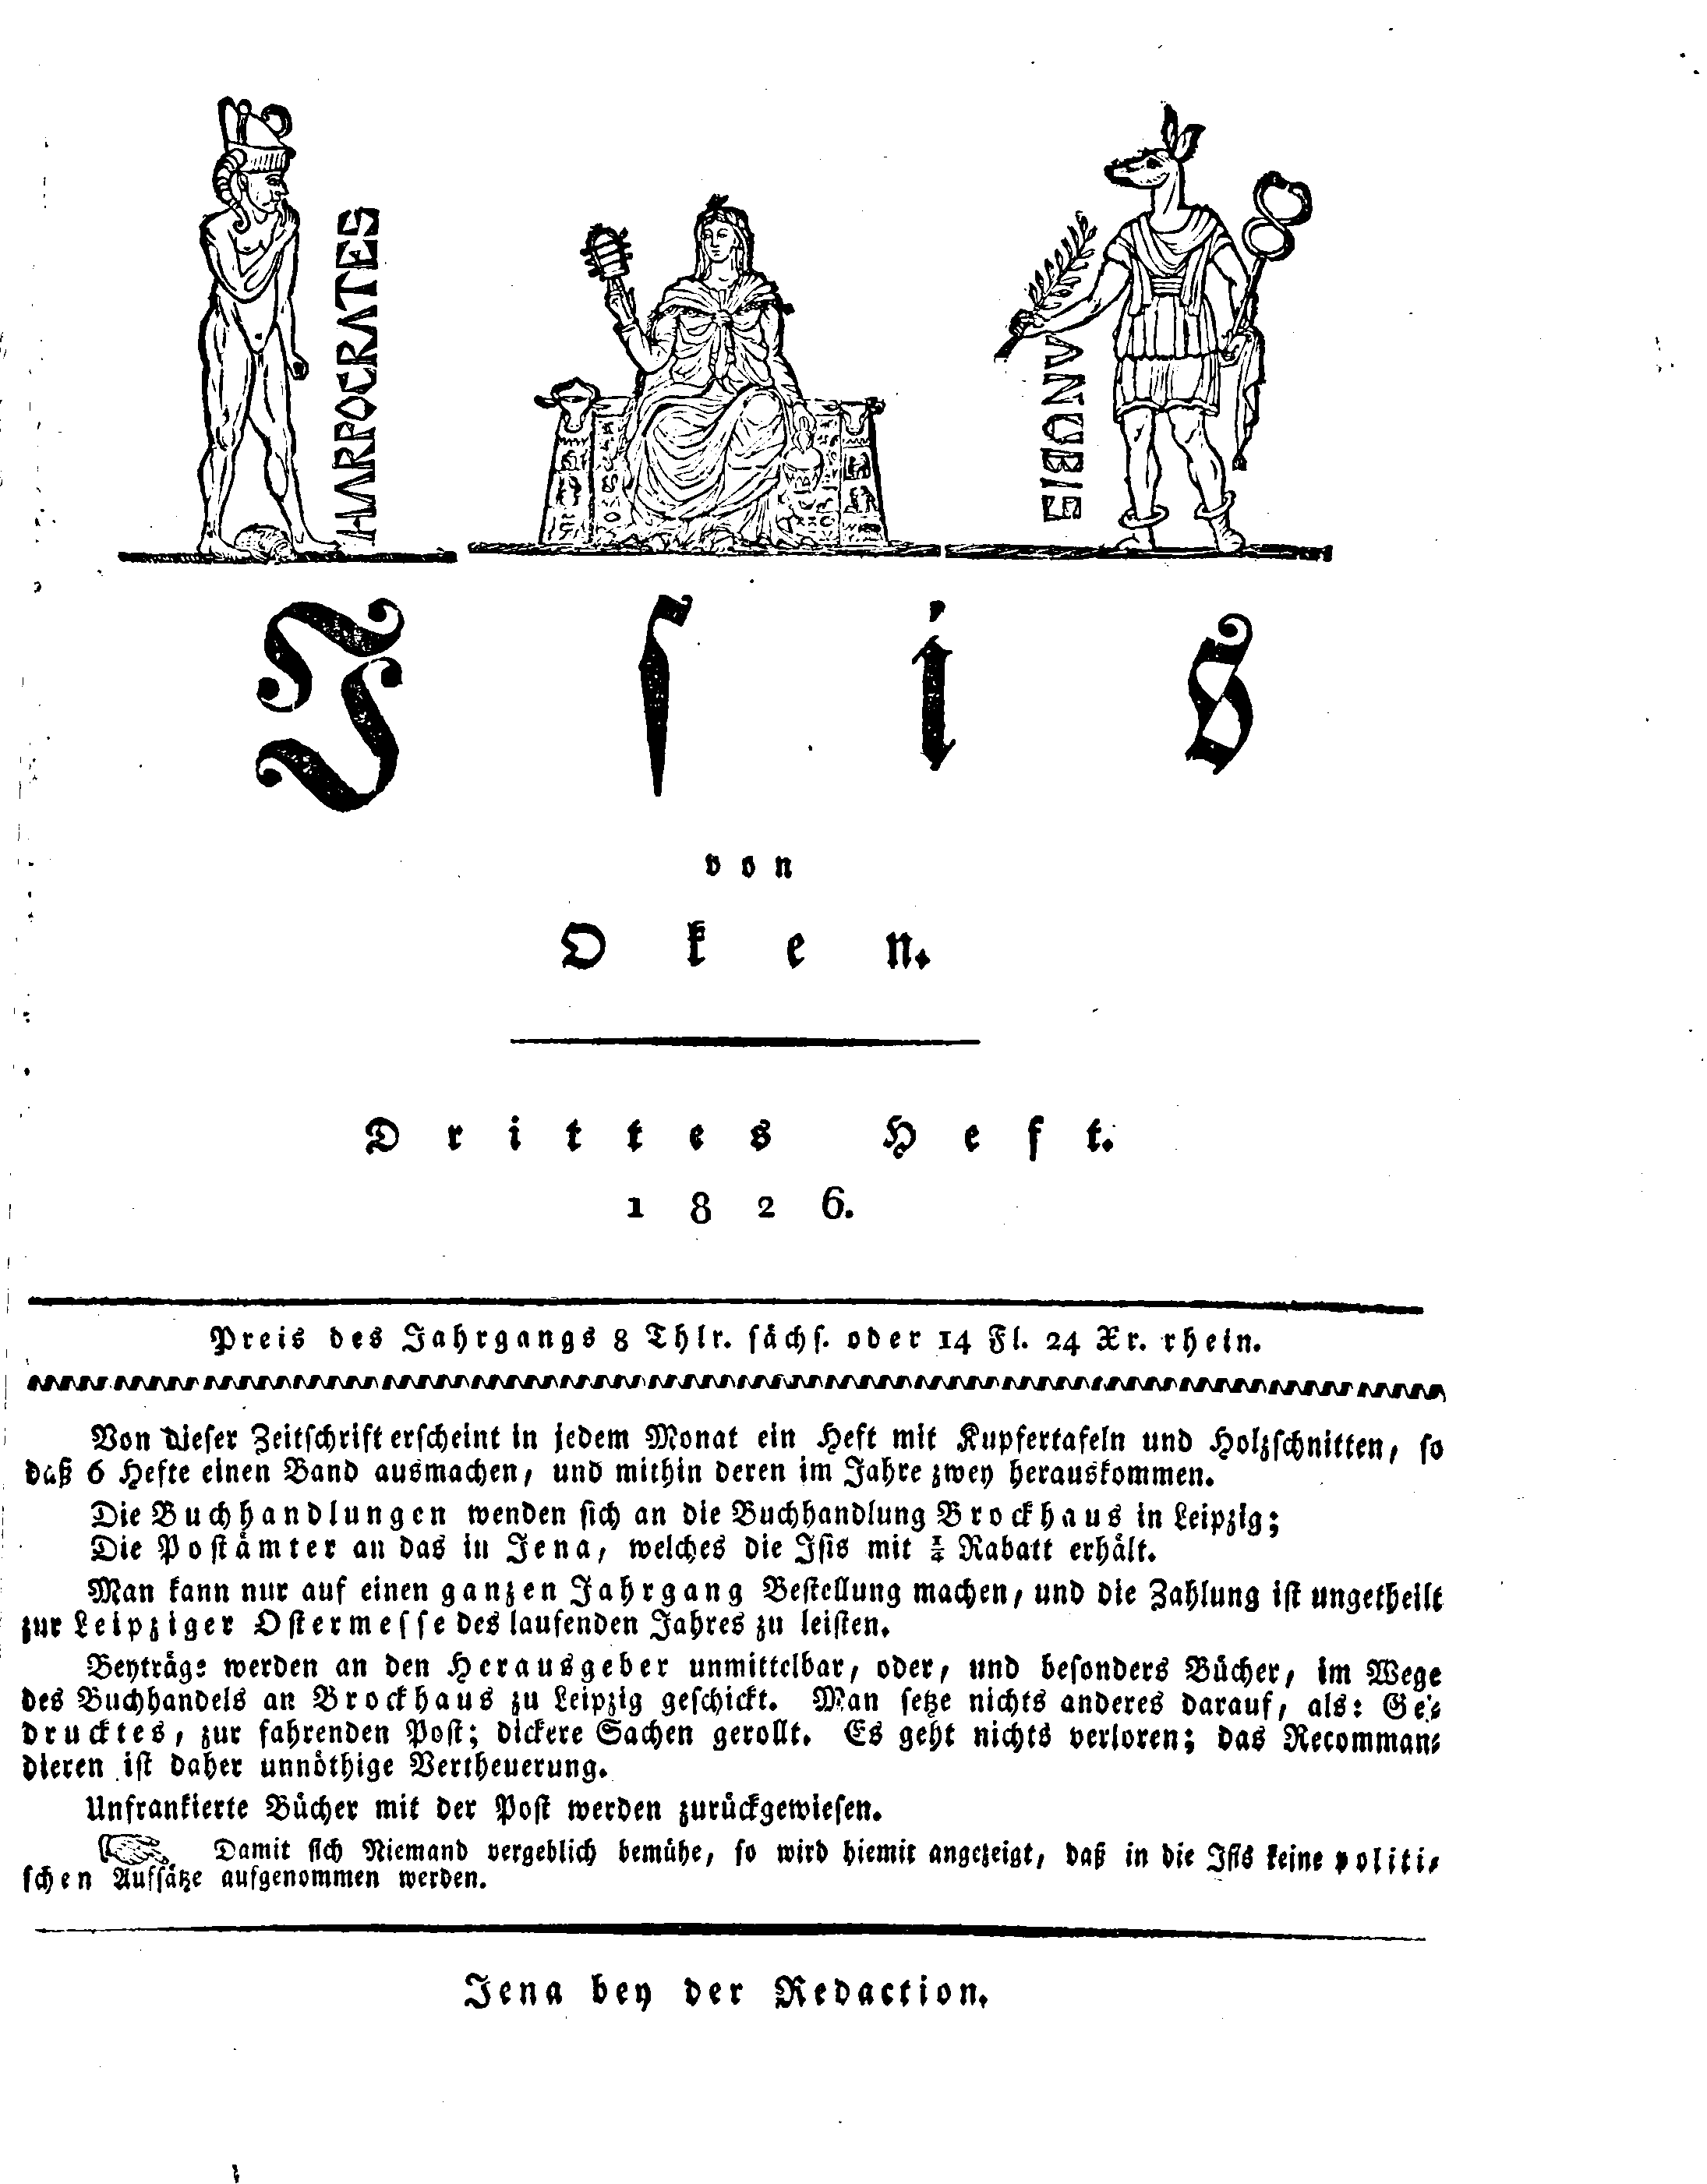 HARPOCRATES
ANUBIE
Isis
von
Oken.
Drittes Heft.
1826.
Preis des Jahrgangs 8 Thlr. sächs. oder 14 Fl. 24 Xr. rhein.
Von dieser Zeitschrift erscheint in jedem Monat ein Heft mit Kupfertafeln und Holzschnitten, so
daß 6 Hefte einen Band ausmachen, und mithin deren im Jahre zwey herauskommen.
Die Buchhandlungen wenden sich an die Buchhandlung Brockhaus in Leipzig;
Die Postämter an das in Jena, welches die Isis mit ¼ Rabatt erhält.
Man kann nur auf einen ganzen Jahrgang Bestellung machen, und die Zahlung ist ungetheilt
zur Leipziger Ostermesse des laufenden Jahres zu leisten.
Beyträge werden an den Herausgeber unmittelbar, oder, und besonders Bücher, im Wege
des Buchhandels an Brockhaus zu Leipzig geschickt. Man setze nichts anderes darauf, als: Ge-
drucktes, zur fahrenden Post; dickere Sachen gerollt. Es geht nichts verloren; das Recomman-
dieren ist daher unnöthige Vertheuerung.
Unfrankierte Bücher mit der Post werden zurückgewiesen.
Damit sich Niemand vergeblich bemühe, so wird hiemit angezeigt, daß in die Isis keine politi-
schen Aufsätze aufgenommen werden.
Jena bey der Redaction.